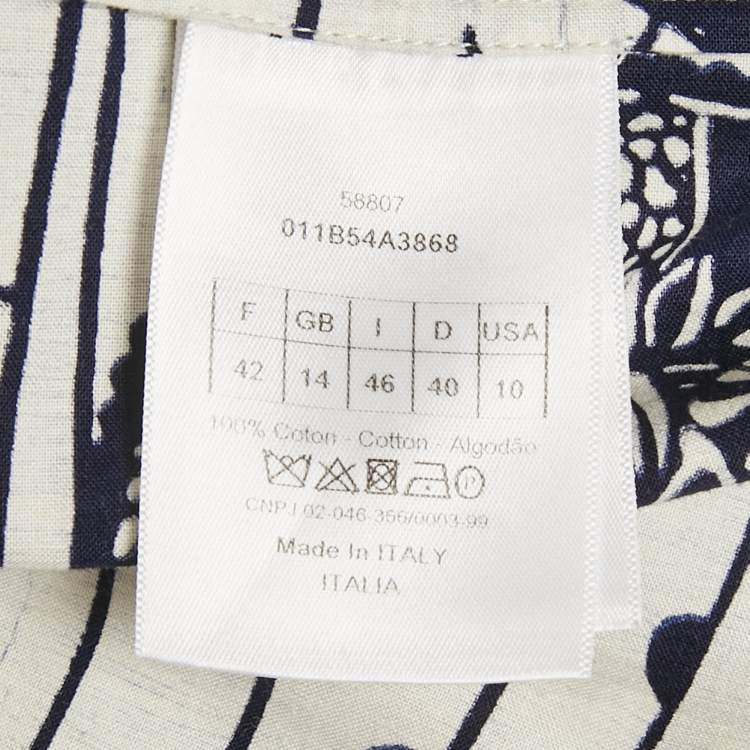 58807
011B54A3868
F GB I D USA
42 14 46 40 10
100% Coton - Cotton - Algodão
P
CNPJ 02-046-356/0003-99
Made In ITALY
ITALIA